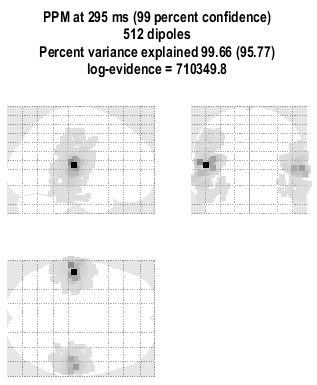 PPM at 295 ms (99 percent confidence)
512 dipoles
Percent variance explained 99.66 (95.77)
log-evidence = 710349.8